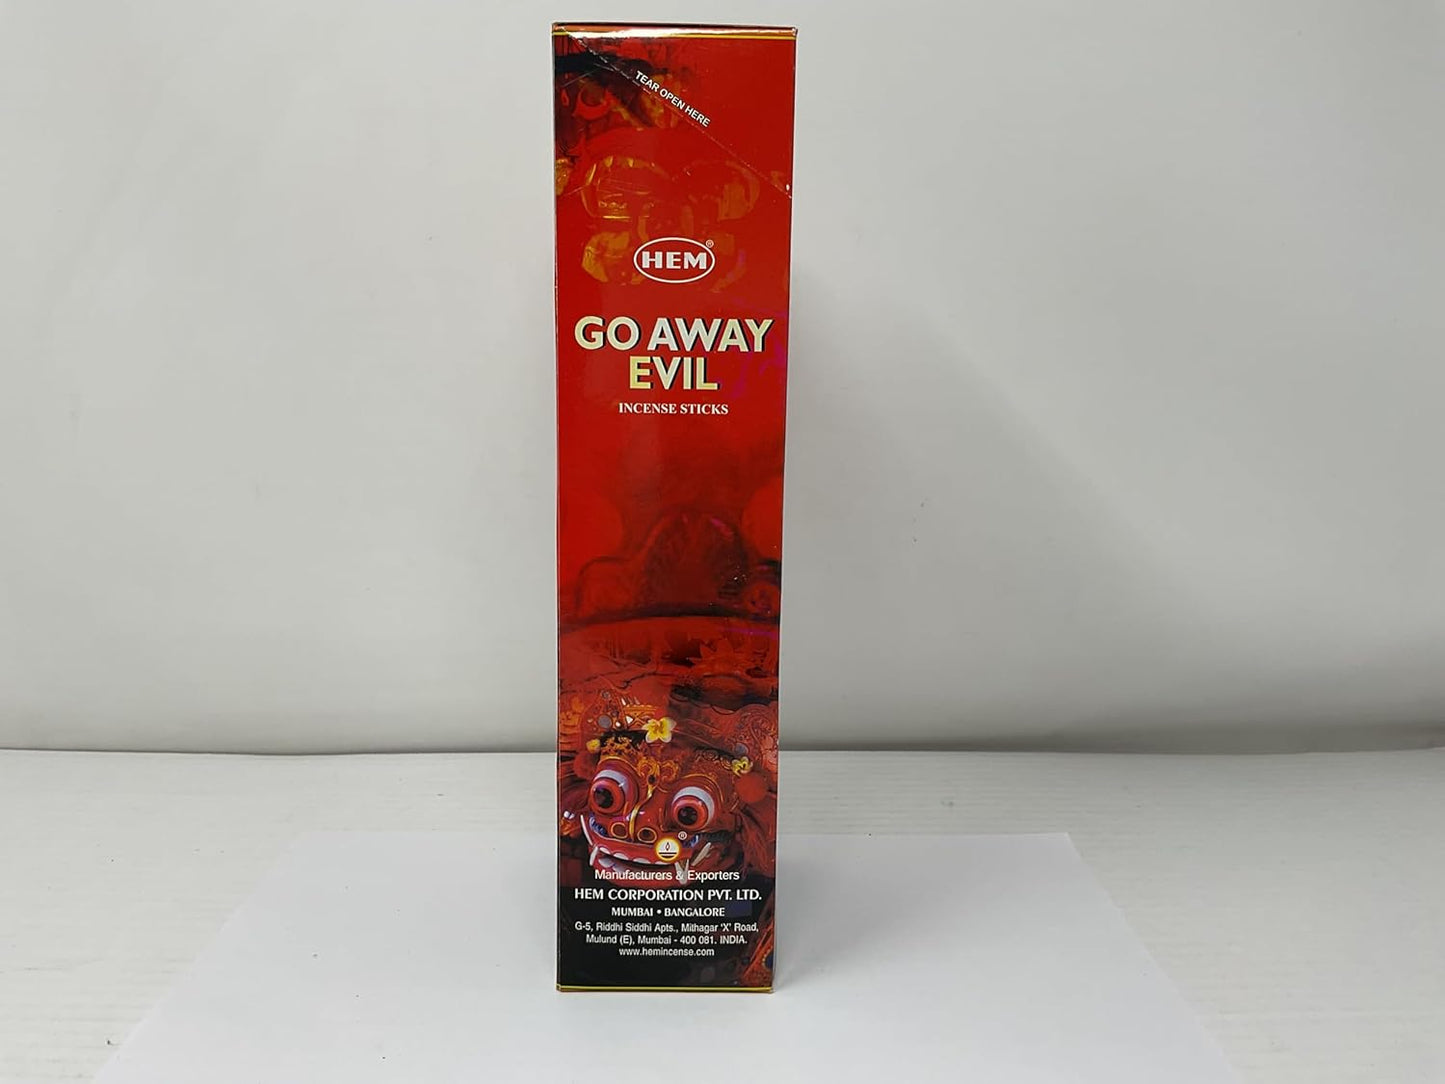 TEAR OPEN HERE
HEM®
GO AWAY
EVIL
INCENSE STICKS
®
Manufacturers & Exporters
HEM CORPORATION PVT. LTD.
MUMBAI • BANGALORE
G-5, Riddhi Siddhi Apts., Mithagar 'X' Road,
Mulund (E), Mumbai - 400 081. INDIA.
www.hemincense.com